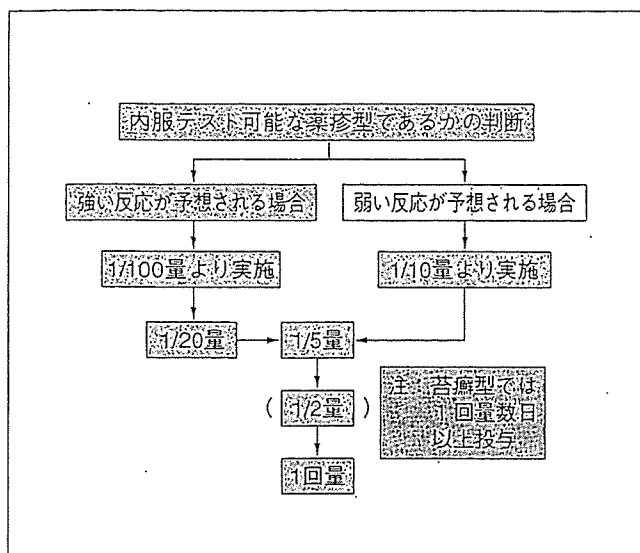 内服テスト可能な薬疹型であるかの判断
強い反応が予想される場合
弱い反応が予想される場合
1/100量より実施
1/10量より実施
1/20量
1/5量
( 1/2量 )
1回量
注：苔癬型では
1回量数日
以上投与